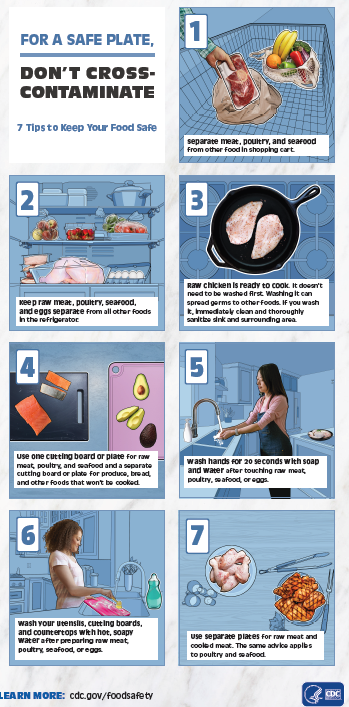 FOR A SAFE PLATE,
DON'T CROSS-
CONTAMINATE
7 Tips to Keep Your Food Safe
1
Separate meat, poultry, and seafood
from other food in shopping cart.
2
Keep raw meat, poultry, seafood,
and eggs separate from all other foods
in the refrigerator.
3
Raw chicken is ready to cook. It doesn't
need to be washed first. Washing it can
spread germs to other foods. If you wash
it, immediately clean and thoroughly
sanitize sink and surrounding area.
4
Use one cutting board or plate for raw
meat, poultry, and seafood and a separate
cutting board or plate for produce, bread,
and other foods that won't be cooked.
5
Wash hands for 20 seconds with soap
and water after touching raw meat,
poultry, seafood, or eggs.
6
Wash your utensils, cutting boards,
and countertops with hot, soapy
water after preparing raw meat,
poultry, seafood, or eggs.
7
Use separate plates for raw meat and
cooked meat. The same advice applies
to poultry and seafood.
LEARN MORE: cdc.gov/foodsafety
CDC